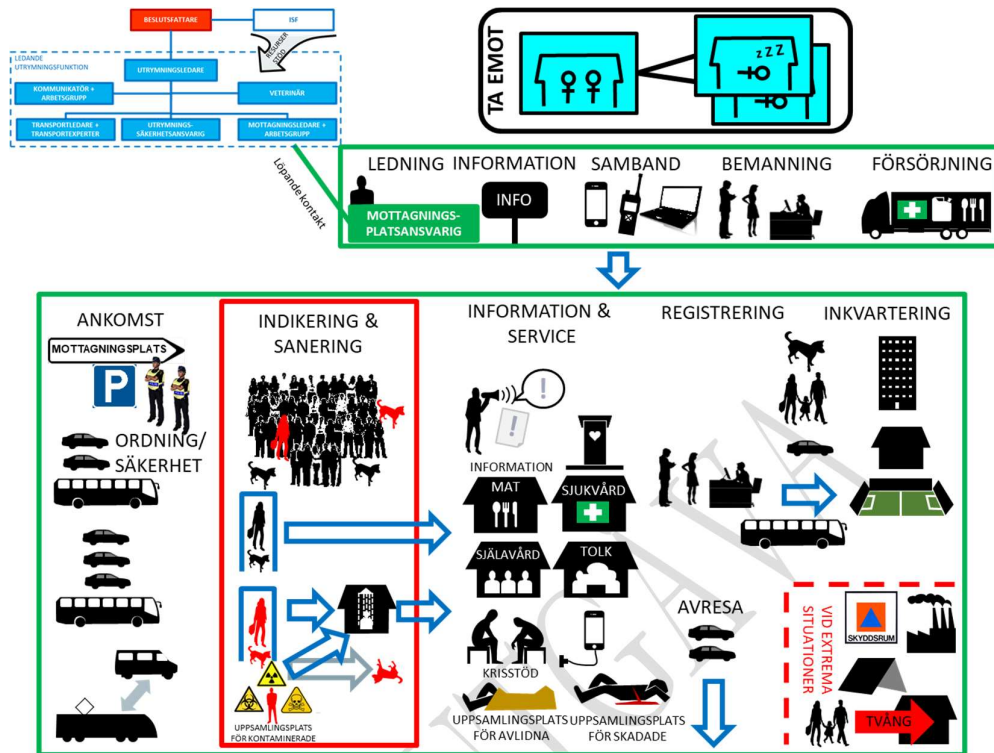 BESLUTSFATTARE
ISF
RESURSER
STÖD
LEDANDE
UTRYMNINGSFUNKTION
UTRYMNINGSLEDARE
KOMMUNIKATÖR +
ARBETSGRUPP
VETERINÄR
TRANSPORTLEDARE +
TRANSPORTEXPERTER
UTRYMNINGS-
SÄKERHETSANSVARIG
MOTTAGNINGSLEDARE +
ARBETSGRUPP
Löpande kontakt
TA EMOT
z z z
LEDNING
INFORMATION
SAMBAND
BEMANNING
FÖRSÖRJNING
MOTTAGNINGS-
PLATSANSVARIG
INFO
ANKOMST
MOTTAGNINGSPLATS
P
ORDNING/
SÄKERHET
INDIKERING &
SANERING
UPPSAMLINGSPLATS
FÖR KONTAMINERADE
INFORMATION &
SERVICE
!
!
INFORMATION
MAT
SJUKVÅRD
SJÄLAVÅRD
TOLK
KRISSTÖD
UPPSAMLINGSPLATS
FÖR AVLIDNA
UPPSAMLINGSPLATS
FÖR SKADADE
REGISTRERING
AVRESA
INKVARTERING
VID EXTREMA
SITUATIONER
SKYDDSRUM
TVÅNG